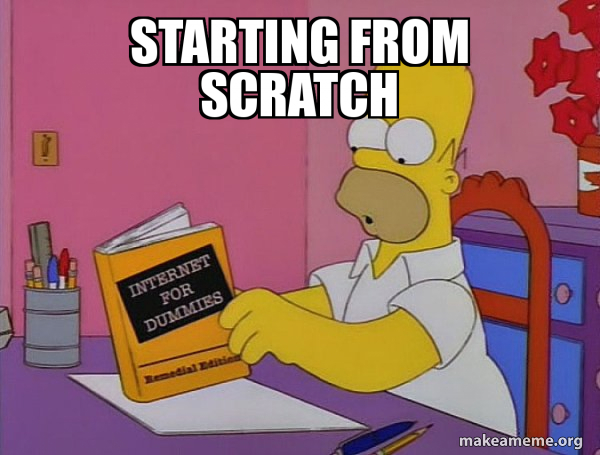 STARTING FROM
SCRATCH
INTERNET
FOR
DUMMIES
Remedial Edition
makeameme.org